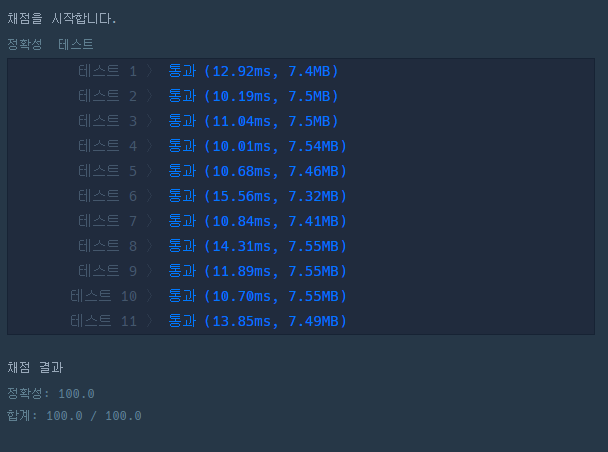 채점을 시작합니다.
정확성 테스트
테스트 1 〉 통과 (12.92ms, 7.4MB)
테스트 2 〉 통과 (10.19ms, 7.5MB)
테스트 3 〉 통과 (11.04ms, 7.5MB)
테스트 4 〉 통과 (10.01ms, 7.54MB)
테스트 5 〉 통과 (10.68ms, 7.46MB)
테스트 6 〉 통과 (15.56ms, 7.32MB)
테스트 7 〉 통과 (10.84ms, 7.41MB)
테스트 8 〉 통과 (14.31ms, 7.55MB)
테스트 9 〉 통과 (11.89ms, 7.55MB)
테스트 10 〉 통과 (10.70ms, 7.55MB)
테스트 11 〉 통과 (13.85ms, 7.49MB)
채점 결과
정확성: 100.0
합계: 100.0 / 100.0